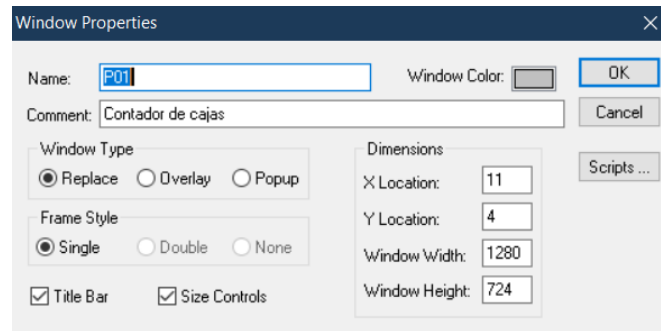 Window Properties
Name: P01 Window Color: OK
Comment: Contador de cajas Cancel
Window Type Dimensions Scripts ...
Replace Overlay Popup X Location: 11
Frame Style Y Location: 4
Single Double None Window Width: 1280
Title Bar Size Controls Window Height: 724